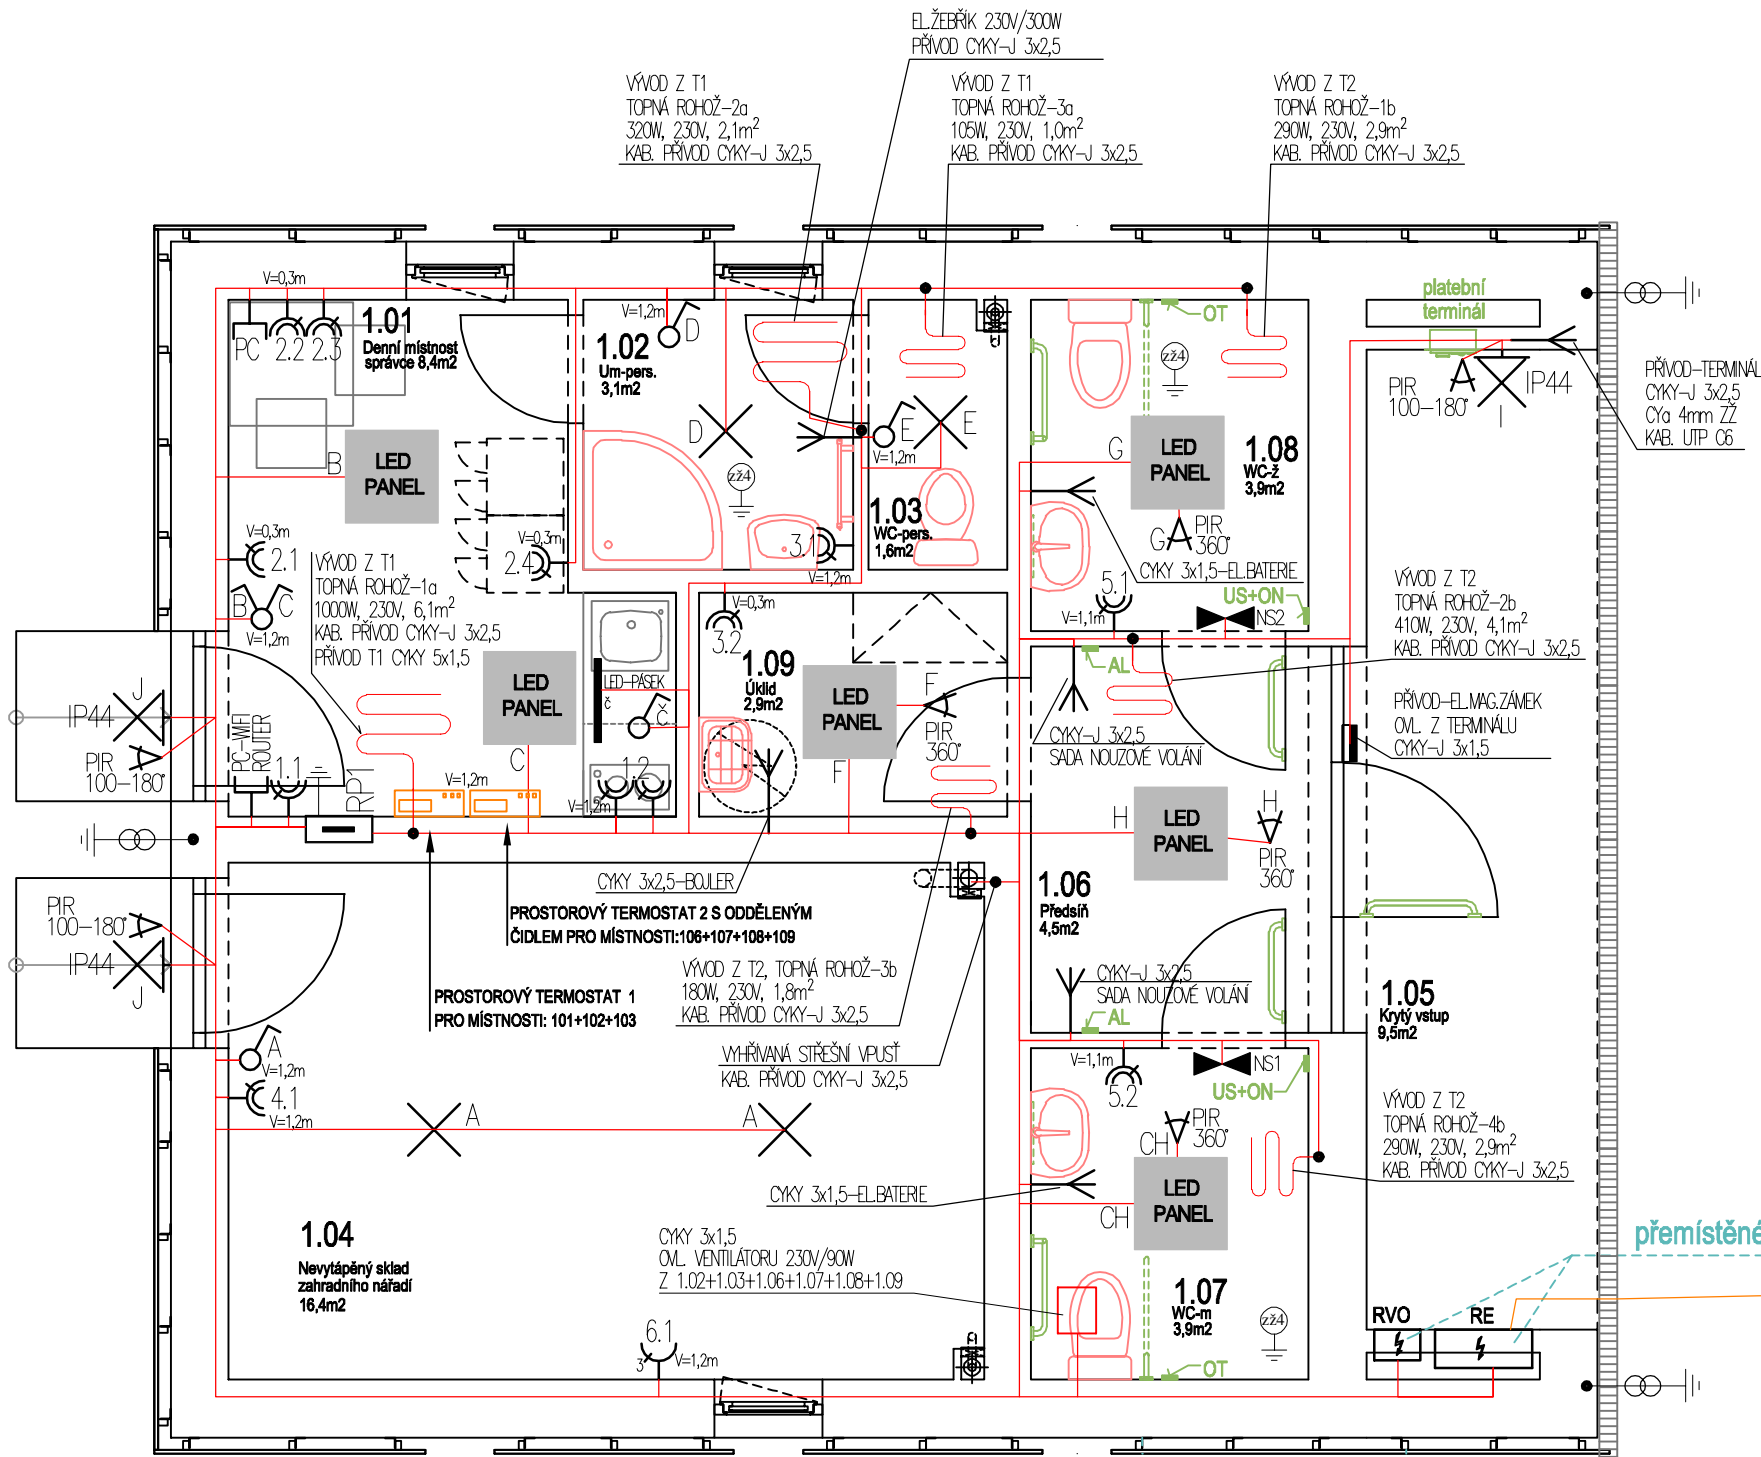 EL.ŽEBŘÍK 230V/300W
PŘÍVOD CYKY-J 3x2,5
VÝVOD Z T1
TOPNÁ ROHOŽ-2a
320W, 230V, 2,1m²
KAB. PŘÍVOD CYKY-J 3x2,5
VÝVOD Z T1
TOPNÁ ROHOŽ-3a
105W, 230V, 1,0m²
KAB. PŘÍVOD CYKY-J 3x2,5
VÝVOD Z T2
TOPNÁ ROHOŽ-1b
290W, 230V, 2,9m²
KAB. PŘÍVOD CYKY-J 3x2,5
V=0,3m
PC
2.2
2.3
1.01
Denní místnost
správce 8,4m2
B
LED
PANEL
1.02
Um-pers.
3,1m2
V=1,2m
D
D
zž4
3.1
V=1,2m
E
V=1,2m
E
1.03
WC-pers.
1,6m2
OT
zž4
G
LED
PANEL
1.08
WC-ž
3,9m2
G
PIR
360°
CYKY 3x1,5-EL.BATERIE
5.1
V=1,1m
US+ON
NS2
platební
terminál
PIR
100-180°
IP44
I
PŘÍVOD-TERMINÁL
CYKY-J 3x2,5
CYa 4mm ZŽ
KAB. UTP C6
V=0,3m
2.1
B
C
V=1,2m
VÝVOD Z T1
TOPNÁ ROHOŽ-1a
1000W, 230V, 6,1m²
KAB. PŘÍVOD CYKY-J 3x2,5
PŘÍVOD T1 CYKY 5x1,5
V=0,3m
2.4
LED
PANEL
C
LED-PÁSEK
č
Č
1.2
V=1,2m
V=0,3m
3.2
1.09
Úklid
2,9m2
LED
PANEL
F
F
PIR
360°
AL
CYKY-J 3x2,5
SADA NOUZOVÉ VOLÁNÍ
VÝVOD Z T2
TOPNÁ ROHOŽ-2b
410W, 230V, 4,1m²
KAB. PŘÍVOD CYKY-J 3x2,5
PŘÍVOD-EL.MAG.ZÁMEK
OVL. Z TERMINÁLU
CYKY-J 3x1,5
J
IP44
PIR
100-180°
PC-WIFI
ROUTER
1.1
RP1
V=1,2m
H
LED
PANEL
H
PIR
360°
CYKY 3x2,5-BOJLER
PROSTOROVÝ TERMOSTAT 2 S ODDĚLENÝM
ČIDLEM PRO MÍSTNOSTI:106+107+108+109
PROSTOROVÝ TERMOSTAT 1
PRO MÍSTNOSTI: 101+102+103
VÝVOD Z T2, TOPNÁ ROHOŽ-3b
180W, 230V, 1,8m²
KAB. PŘÍVOD CYKY-J 3x2,5
VYHŘÍVANÁ STŘEŠNÍ VPUSŤ
KAB. PŘÍVOD CYKY-J 3x2,5
1.06
Předsíň
4,5m2
CYKY-J 3x2,5
SADA NOUZOVÉ VOLÁNÍ
AL
1.05
Krytý vstup
9,5m2
PIR
100-180°
IP44
J
A
V=1,2m
4.1
V=1,2m
A
A
V=1,1m
5.2
NS1
US+ON
PIR
360°
CH
LED
PANEL
CH
VÝVOD Z T2
TOPNÁ ROHOŽ-4b
290W, 230V, 2,9m²
KAB. PŘÍVOD CYKY-J 3x2,5
CYKY 3x1,5-EL.BATERIE
CYKY 3x1,5
OVL. VENTILÁTORU 230V/90W
Z 1.02+1.03+1.06+1.07+1.08+1.09
1.04
Nevytápěný sklad
zahradního nářadí
16,4m2
6.1
3
V=1,2m
1.07
WC-m
3,9m2
zž4
OT
přemístěné
RVO
RE